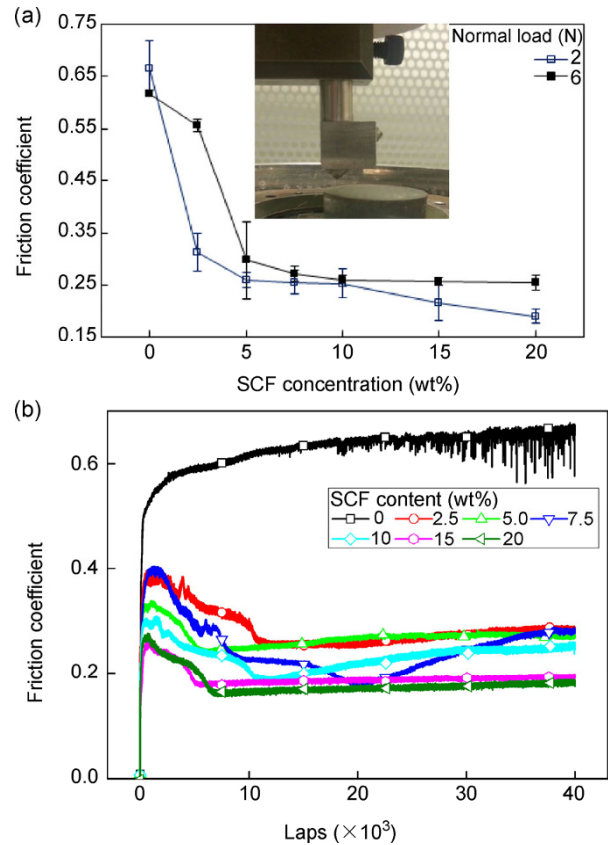 (a)
0.75
0.65
0.55
0.45
0.35
0.25
0.15
Friction coefficient
Normal load (N)
2
6
0 5 10 15 20
SCF concentration (wt%)
(b)
0.6
0.4
0.2
0.0
Friction coefficient
SCF content (wt%)
0 2.5 5.0 7.5
10 15 20
0 10 20 30 40
Laps (×10³)